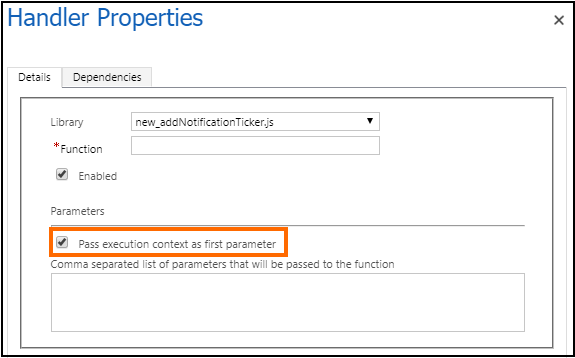 Handler Properties
Details
Dependencies
Library
new_addNotificationTicker.js
*Function
Enabled
Parameters
Pass execution context as first parameter
Comma separated list of parameters that will be passed to the function